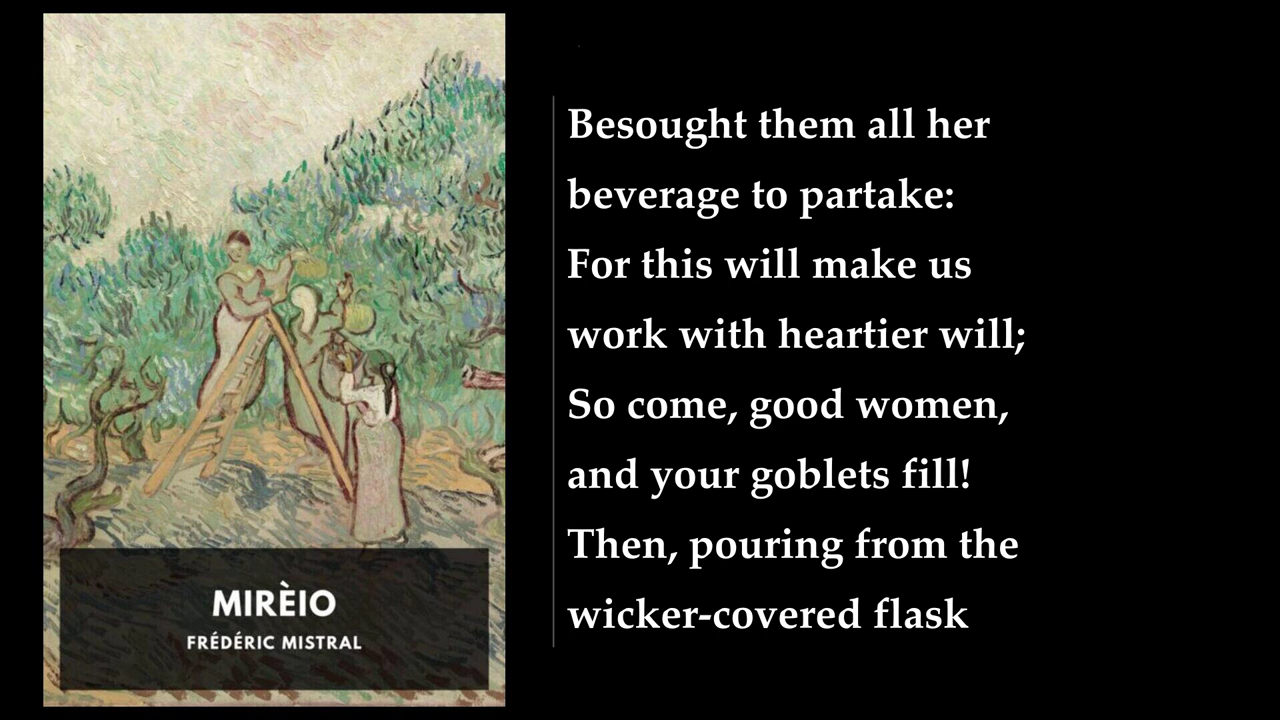 MIRÈIO
FRÉDÉRIC MISTRAL
Besought them all her
beverage to partake:
For this will make us
work with heartier will;
So come, good women,
and your goblets fill!
Then, pouring from the
wicker-covered flask